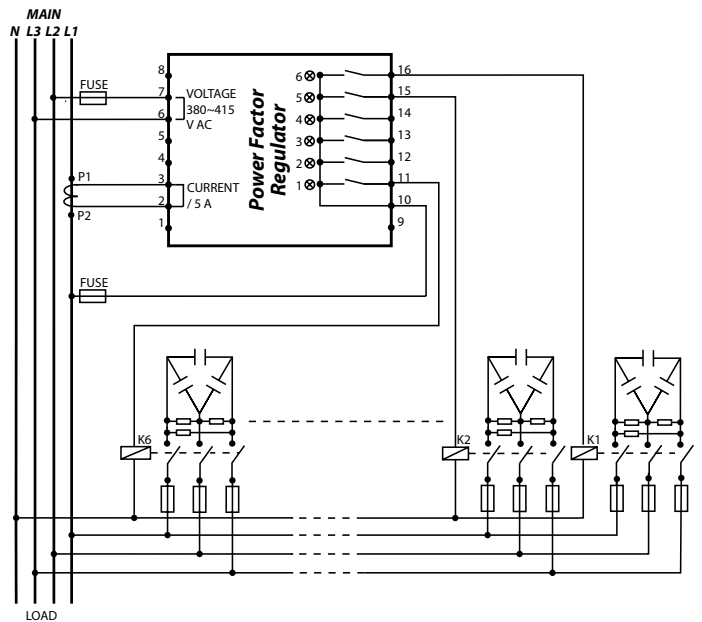 MAIN
N L3 L2 L1
FUSE
8
7
6
5
4
3
2
1
VOLTAGE
380~415
V AC
CURRENT
/ 5 A
Power Factor
Regulator
6
5
4
3
2
1
16
15
14
13
12
11
10
9
P1
P2
FUSE
K6
K2
K1
LOAD